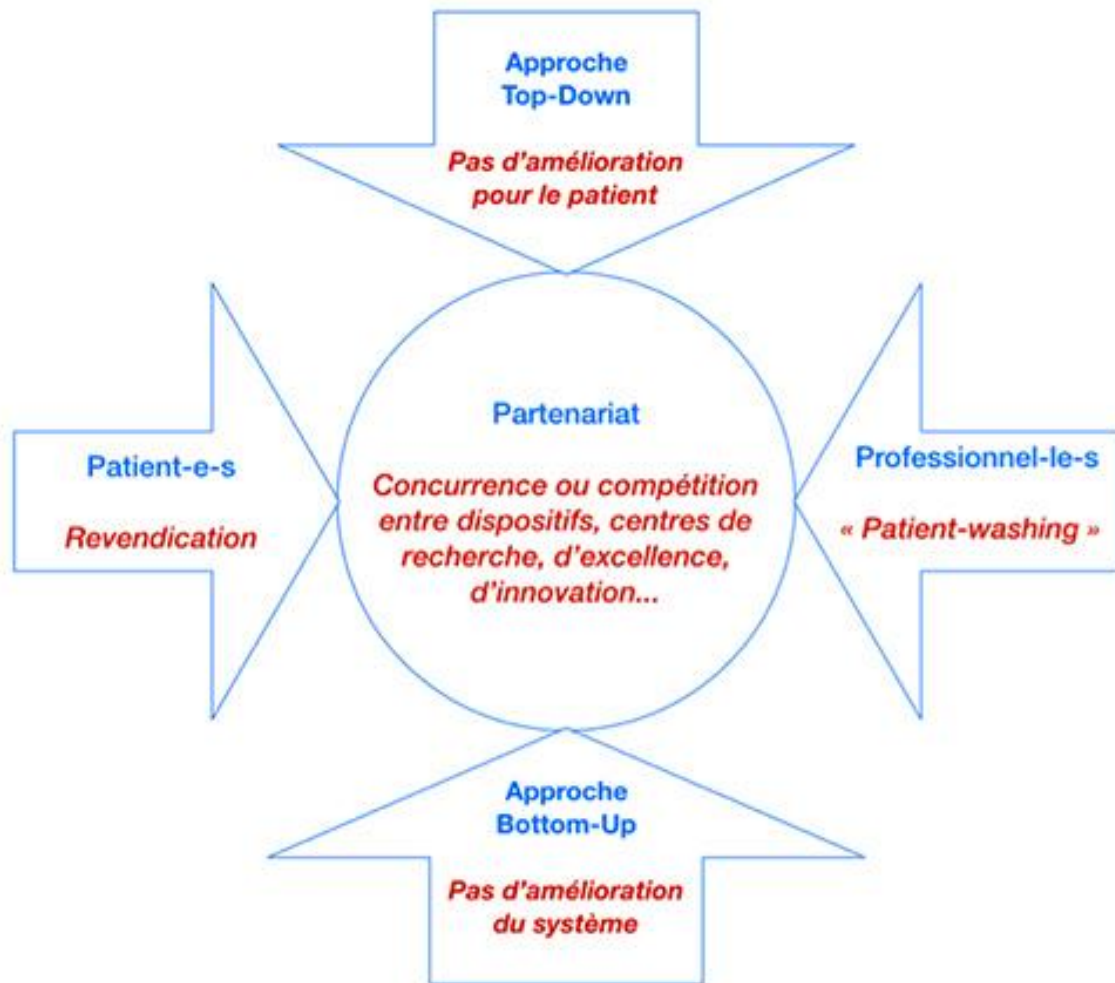 Approche
Top-Down
Pas d'amélioration
pour le patient
Patient-e-s
Revendication
Partenariat
Concurrence ou compétition
entre dispositifs, centres de
recherche, d'excellence,
d'innovation...
Professionnel-le-s
« Patient-washing »
Approche
Bottom-Up
Pas d'amélioration
du système